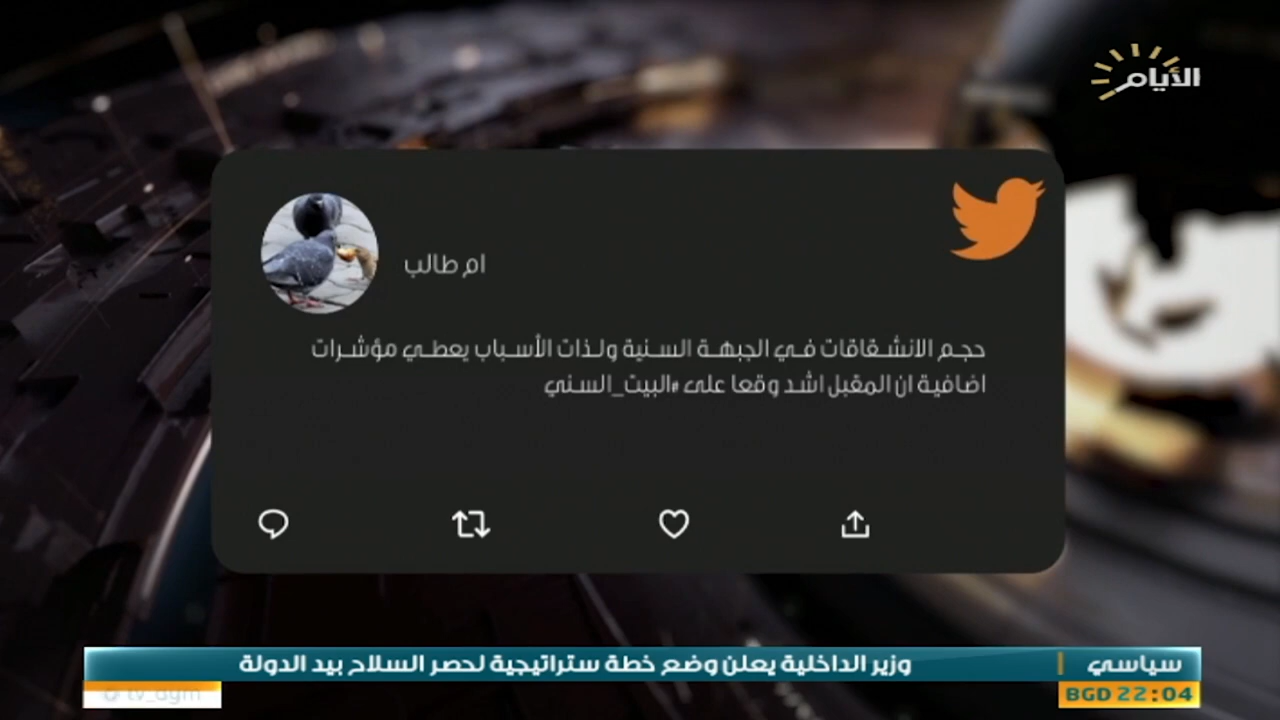 الأيام
ام طالب
حجم الانشقاقات في الجبهة السنية ولذات الأسباب يعطي مؤشرات
اضافية ان المقبل اشد وقعا على #البيت_السني
سياسي
وزير الداخلية يعلن وضع خطة ستراتيجية لحصر السلاح بيد الدولة
BGD 22:04